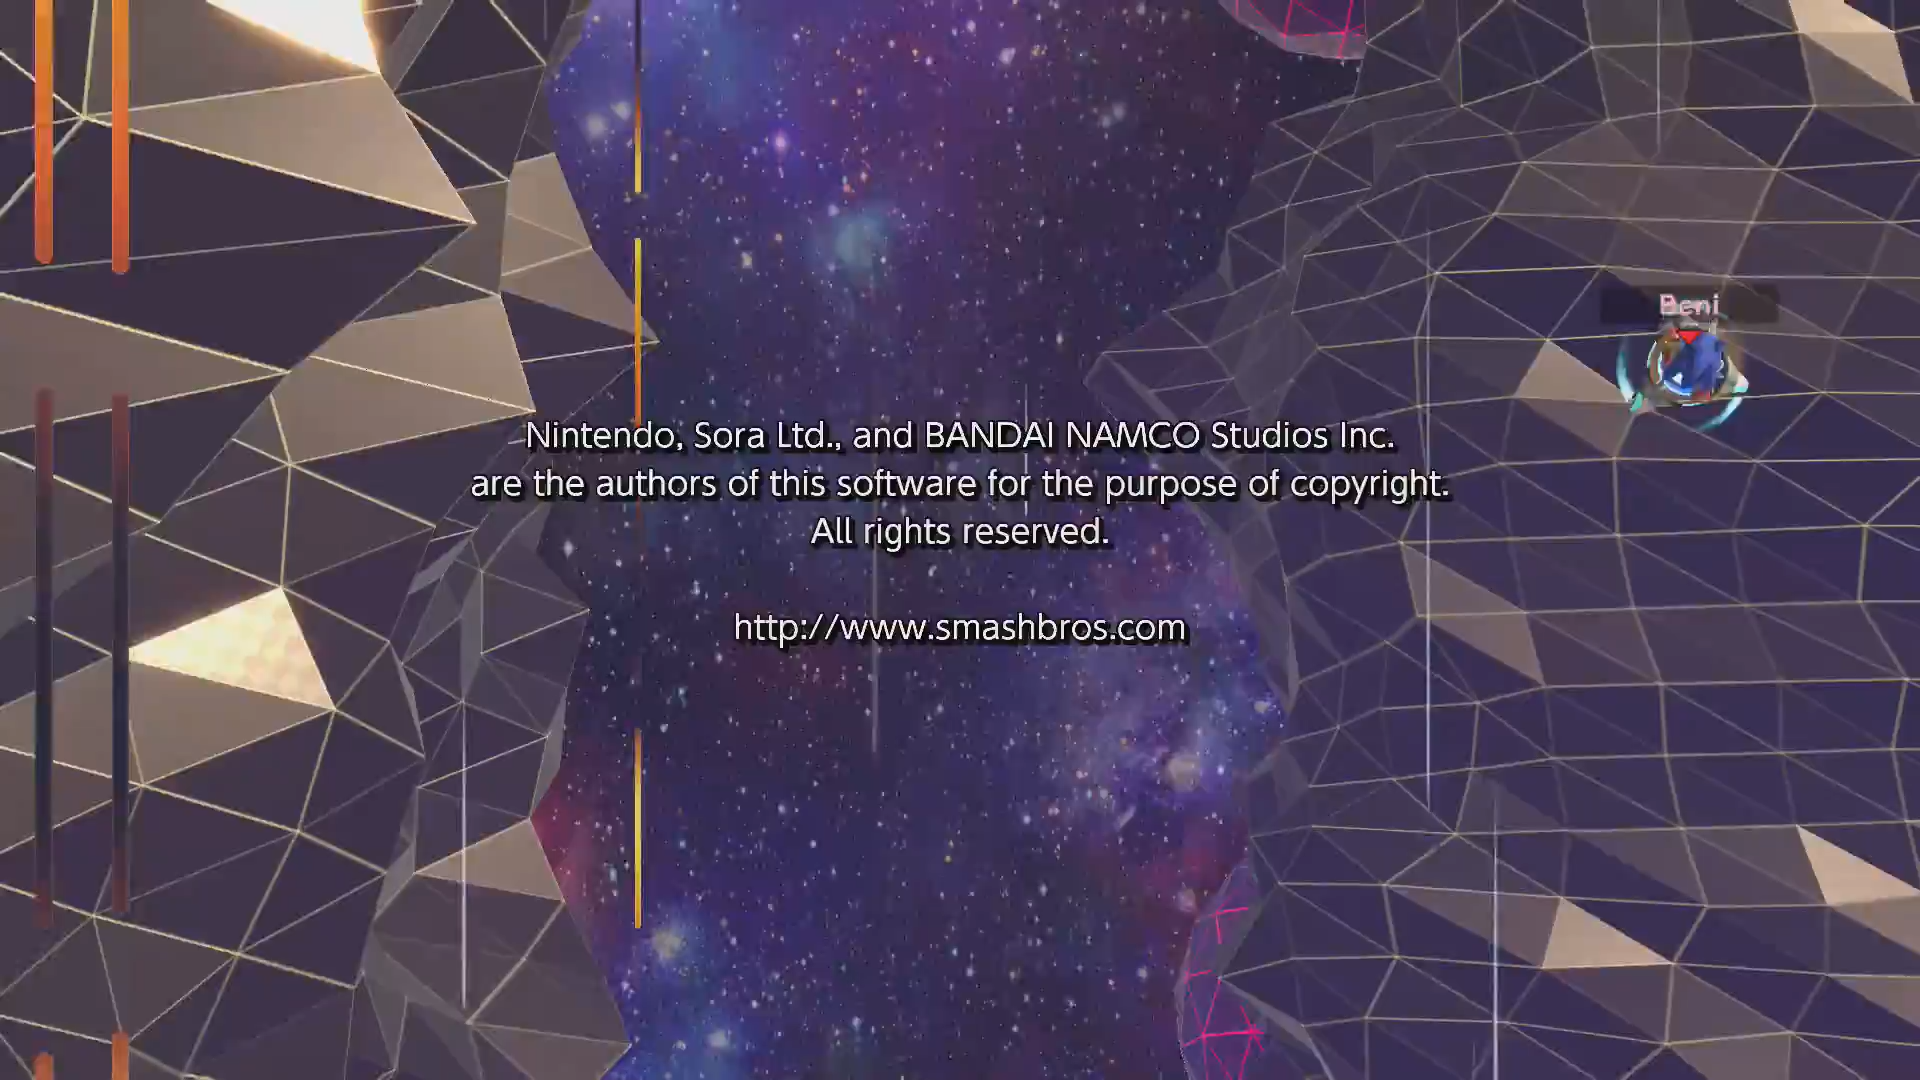 Beni
Nintendo, Sora Ltd., and BANDAI NAMCO Studios Inc.
are the authors of this software for the purpose of copyright.
All rights reserved.
http://www.smashbros.com